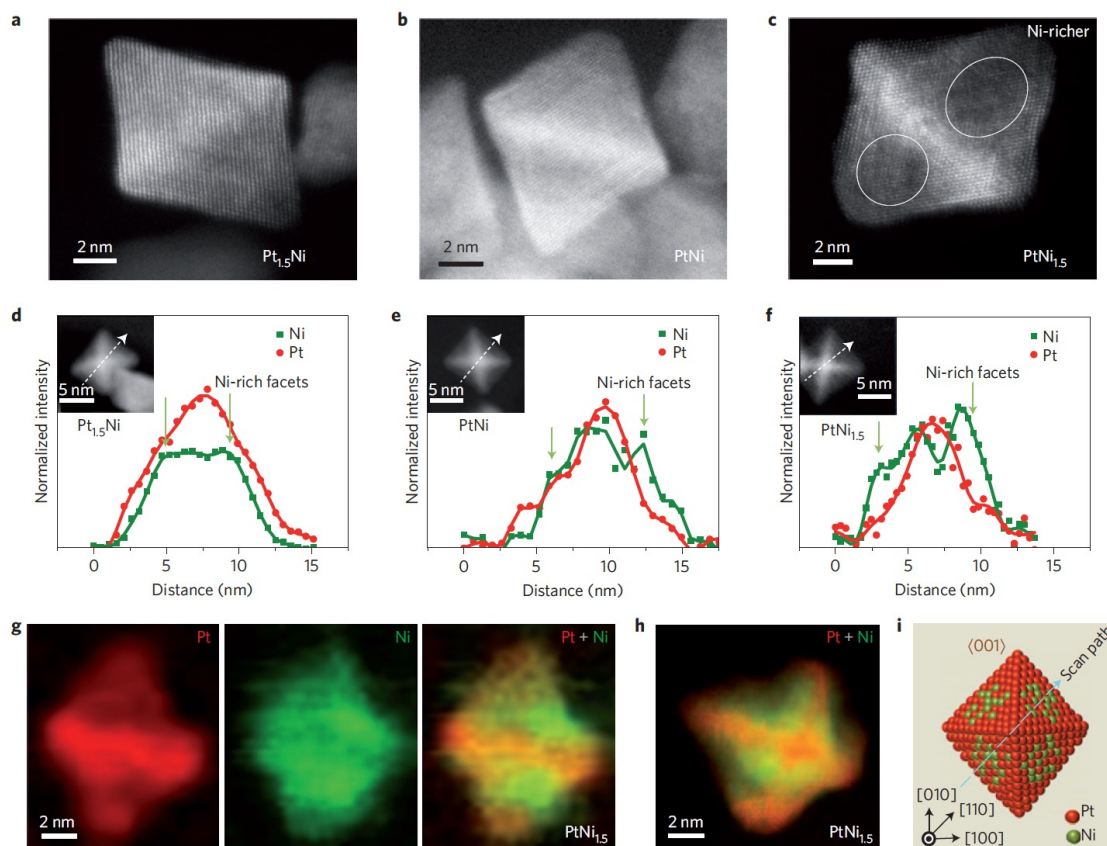 a
2 nm
Pt1.5Ni
b
2 nm
PtNi
c
Ni-richer
2 nm
PtNi1.5
d
5 nm
Pt1.5Ni
Ni
Pt
Ni-rich facets
Normalized intensity
0 5 10 15
Distance (nm)
e
5 nm
PtNi
Ni
Pt
Ni-rich facets
Normalized intensity
0 5 10 15
Distance (nm)
f
5 nm
PtNi1.5
Ni
Pt
Ni-rich facets
Normalized intensity
0 5 10 15
Distance (nm)
g
Pt
2 nm
Ni
Pt + Ni
PtNi1.5
h
Pt + Ni
2 nm
PtNi1.5
i
⟨001⟩
Scan path
[010]
[110]
[100]
Pt
Ni